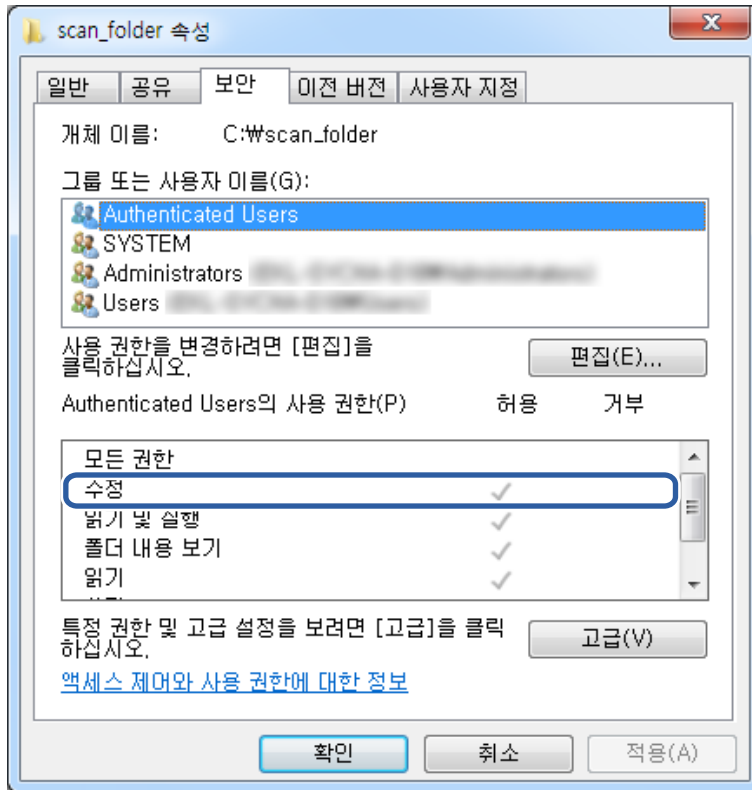 scan_folder 속성
일반 공유 보안 이전 버전 사용자 지정
개체 이름: C:₩scan_folder
그룹 또는 사용자 이름(G):
Authenticated Users
SYSTEM
Administrators
Users
사용 권한을 변경하려면 [편집]을
클릭하십시오.
편집(E)...
Authenticated Users의 사용 권한(P) 허용 거부
모든 권한
수정
읽기 및 실행
폴더 내용 보기
읽기
특정 권한 및 고급 설정을 보려면 [고급]을 클릭
하십시오.
고급(V)
액세스 제어와 사용 권한에 대한 정보
확인 취소 적용(A)